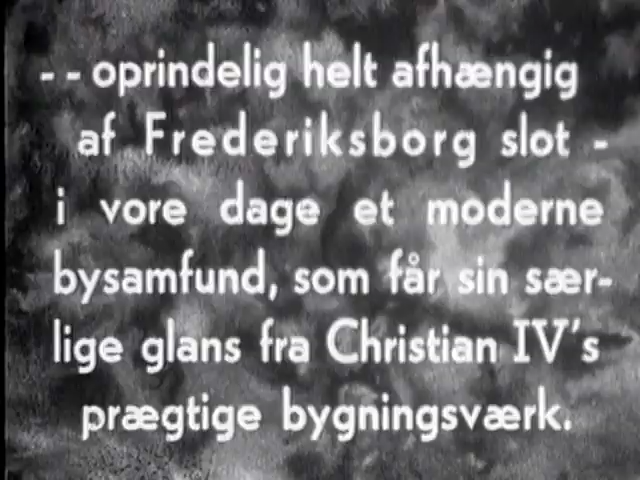 -- oprindelig helt afhængig
af Frederiksborg slot -
i vore dage et moderne
bysamfund, som får sin sær-
lige glans fra Christian IV's
prægtige bygningsværk.